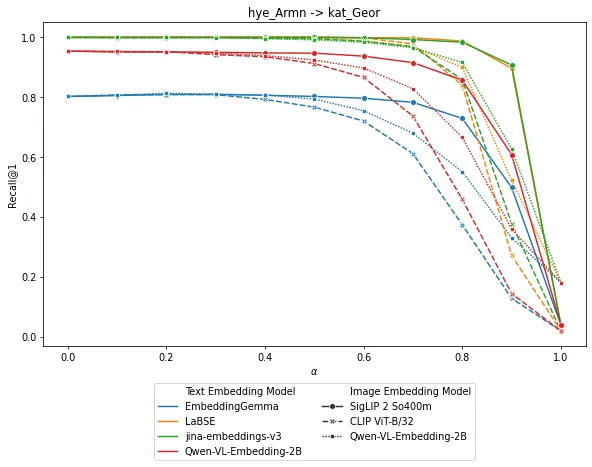 hye_Armn -> kat_Geor
1.0
0.8
0.6
0.4
0.2
0.0
Recall@1
0.0 0.2 0.4 0.6 0.8 1.0
α
Text Embedding Model
EmbeddingGemma
LaBSE
jina-embeddings-v3
Qwen-VL-Embedding-2B
Image Embedding Model
SigLIP 2 So400m
CLIP ViT-B/32
Qwen-VL-Embedding-2B